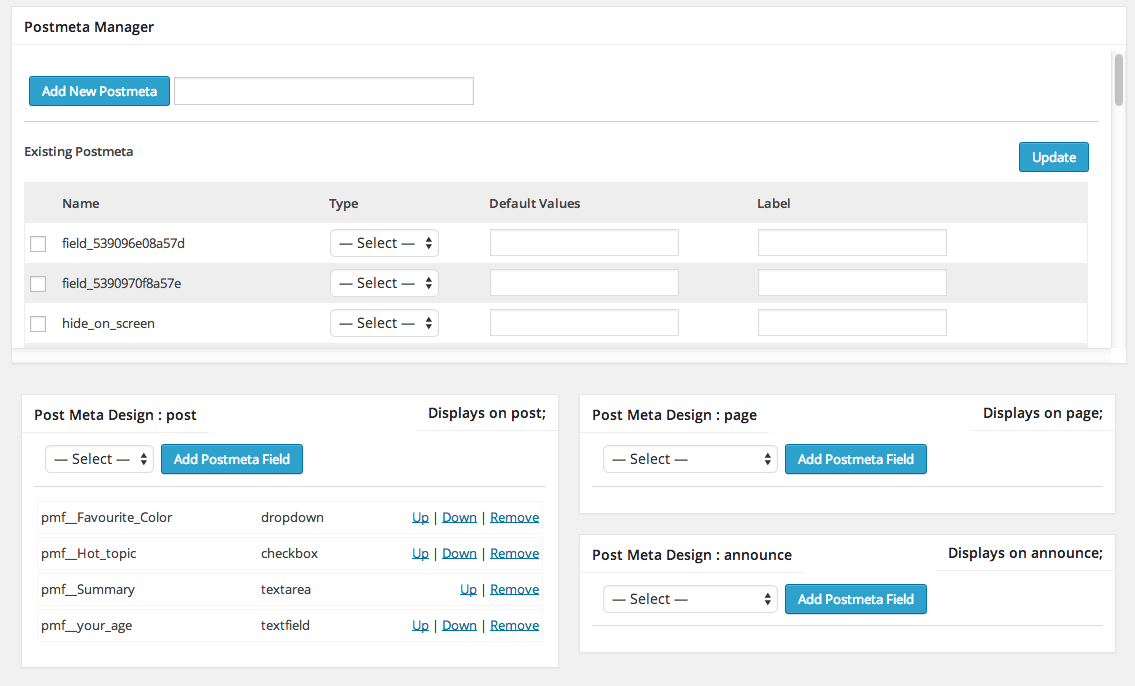 Postmeta Manager
Add New Postmeta
Existing Postmeta
Update
Name Type Default Values Label
field_539096e08a57d — Select —
field_5390970f8a57e — Select —
hide_on_screen — Select —
Post Meta Design : post Displays on post;
— Select — Add Postmeta Field
pmf__Favourite_Color dropdown Up | Down | Remove
pmf__Hot_topic checkbox Up | Down | Remove
pmf__Summary textarea Up | Remove
pmf__your_age textfield Up | Down | Remove
Post Meta Design : page Displays on page;
— Select — Add Postmeta Field
Post Meta Design : announce Displays on announce;
— Select — Add Postmeta Field